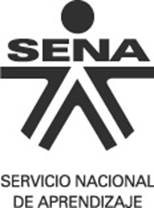 SENA
SERVICIO NACIONAL
DE APRENDIZAJE